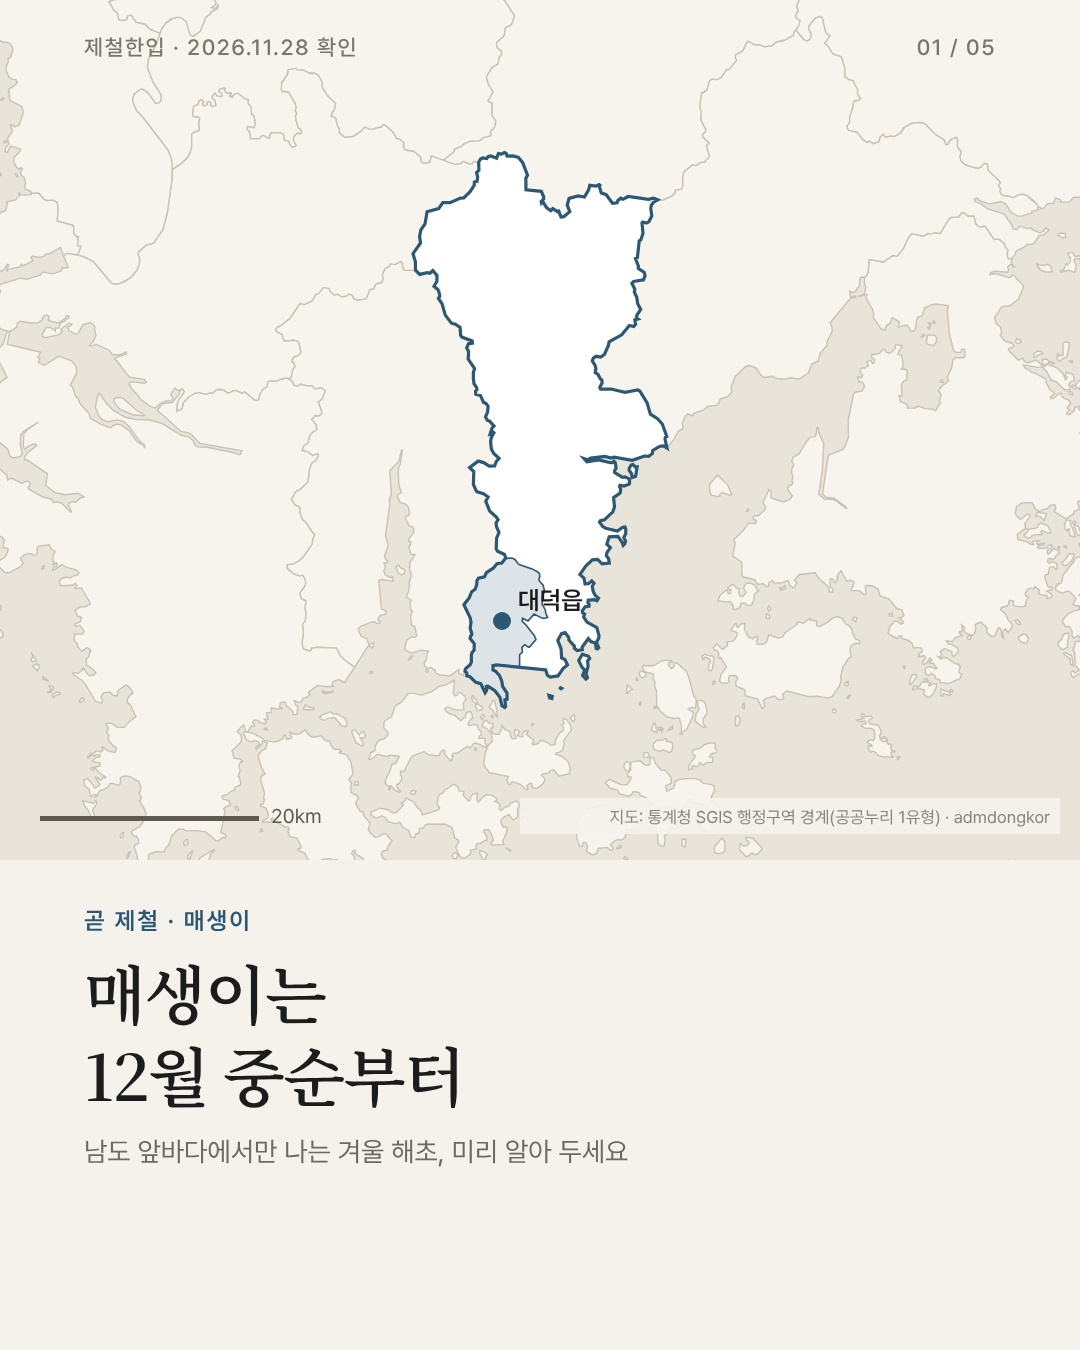 제철한입 · 2026.11.28 확인
01 / 05
대덕읍
20km
지도: 통계청 SGIS 행정구역 경계(공공누리 1유형) · admdongkor
곧 제철 · 매생이
매생이는
12월 중순부터
남도 앞바다에서만 나는 겨울 해초, 미리 알아 두세요